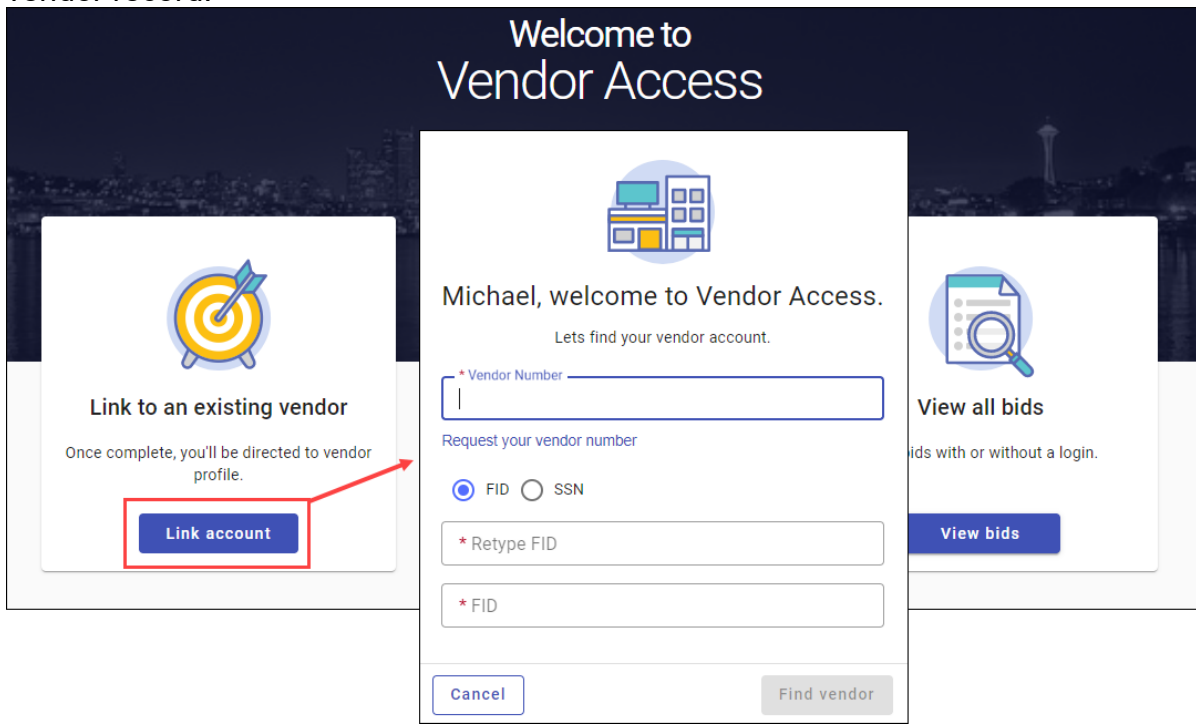 Welcome to
Vendor Access
Link to an existing vendor
Once complete, you'll be directed to vendor
profile.
Link account
Michael, welcome to Vendor Access.
Lets find your vendor account.
* Vendor Number
Request your vendor number
FID SSN
* Retype FID
* FID
Cancel Find vendor
View all bids
ids with or without a login.
View bids